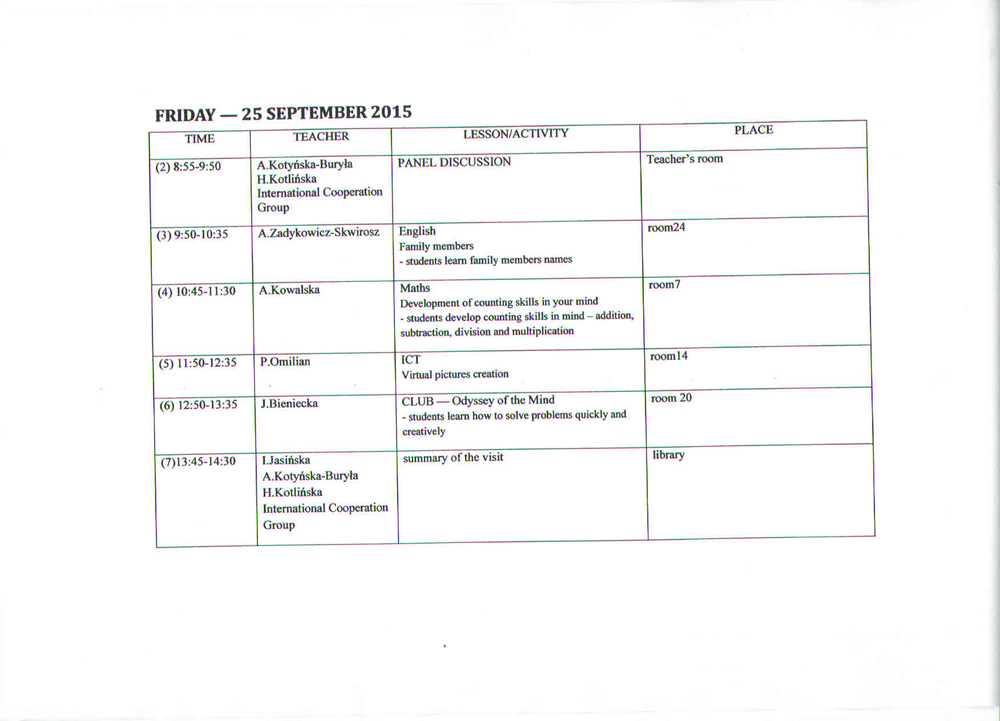 FRIDAY — 25 SEPTEMBER 2015
TIME TEACHER LESSON/ACTIVITY PLACE
(2) 8:55-9:50 A.Kotyńska-Buryła PANEL DISCUSSION Teacher's room
H.Kotlińska
International Cooperation
Group
(3) 9:50-10:35 A.Zadykowicz-Skwirosz English room24
Family members
- students learn family members names
(4) 10:45-11:30 A.Kowalska Maths room7
Development of counting skills in your mind
- students develop counting skills in mind – addition,
subtraction, division and multiplication
(5) 11:50-12:35 P.Omilian ICT room14
Virtual pictures creation
(6) 12:50-13:35 J.Bieniecka CLUB — Odyssey of the Mind room 20
- students learn how to solve problems quickly and
creatively
(7)13:45-14:30 I.Jasińska summary of the visit library
A.Kotyńska-Buryła
H.Kotlińska
International Cooperation
Group